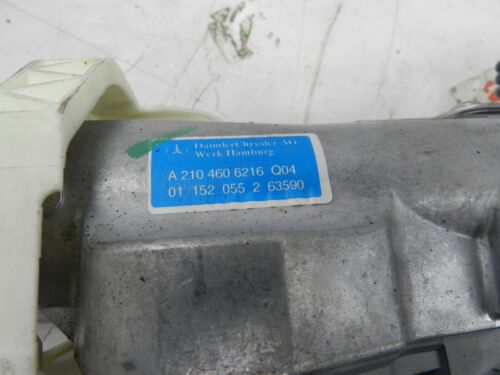 DaimlerChrysler AG
Werk Hamburg
A 210 460 6216 Q04
01 152 055 2 63590